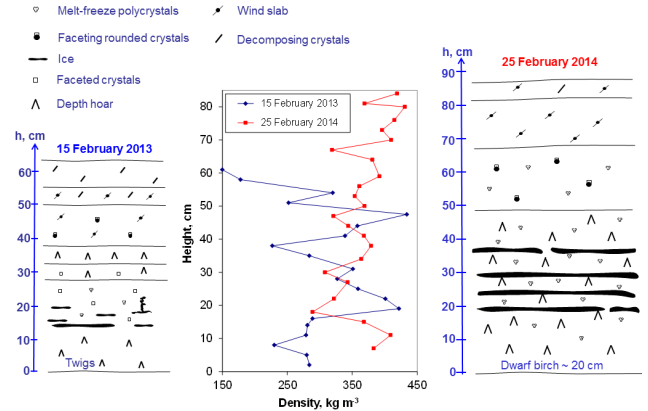 Melt-freeze polycrystals
Wind slab
Faceting rounded crystals
Decomposing crystals
Ice
Faceted crystals
Depth hoar
h, cm
15 February 2013
60
50
40
30
20
10
0
Twigs
15 February 2013
25 February 2014
Height, cm
80
70
60
50
40
30
20
10
0
150
250
350
450
Density, kg m-3
h, cm
25 February 2014
90
80
70
60
50
40
30
20
10
0
Dwarf birch ~ 20 cm